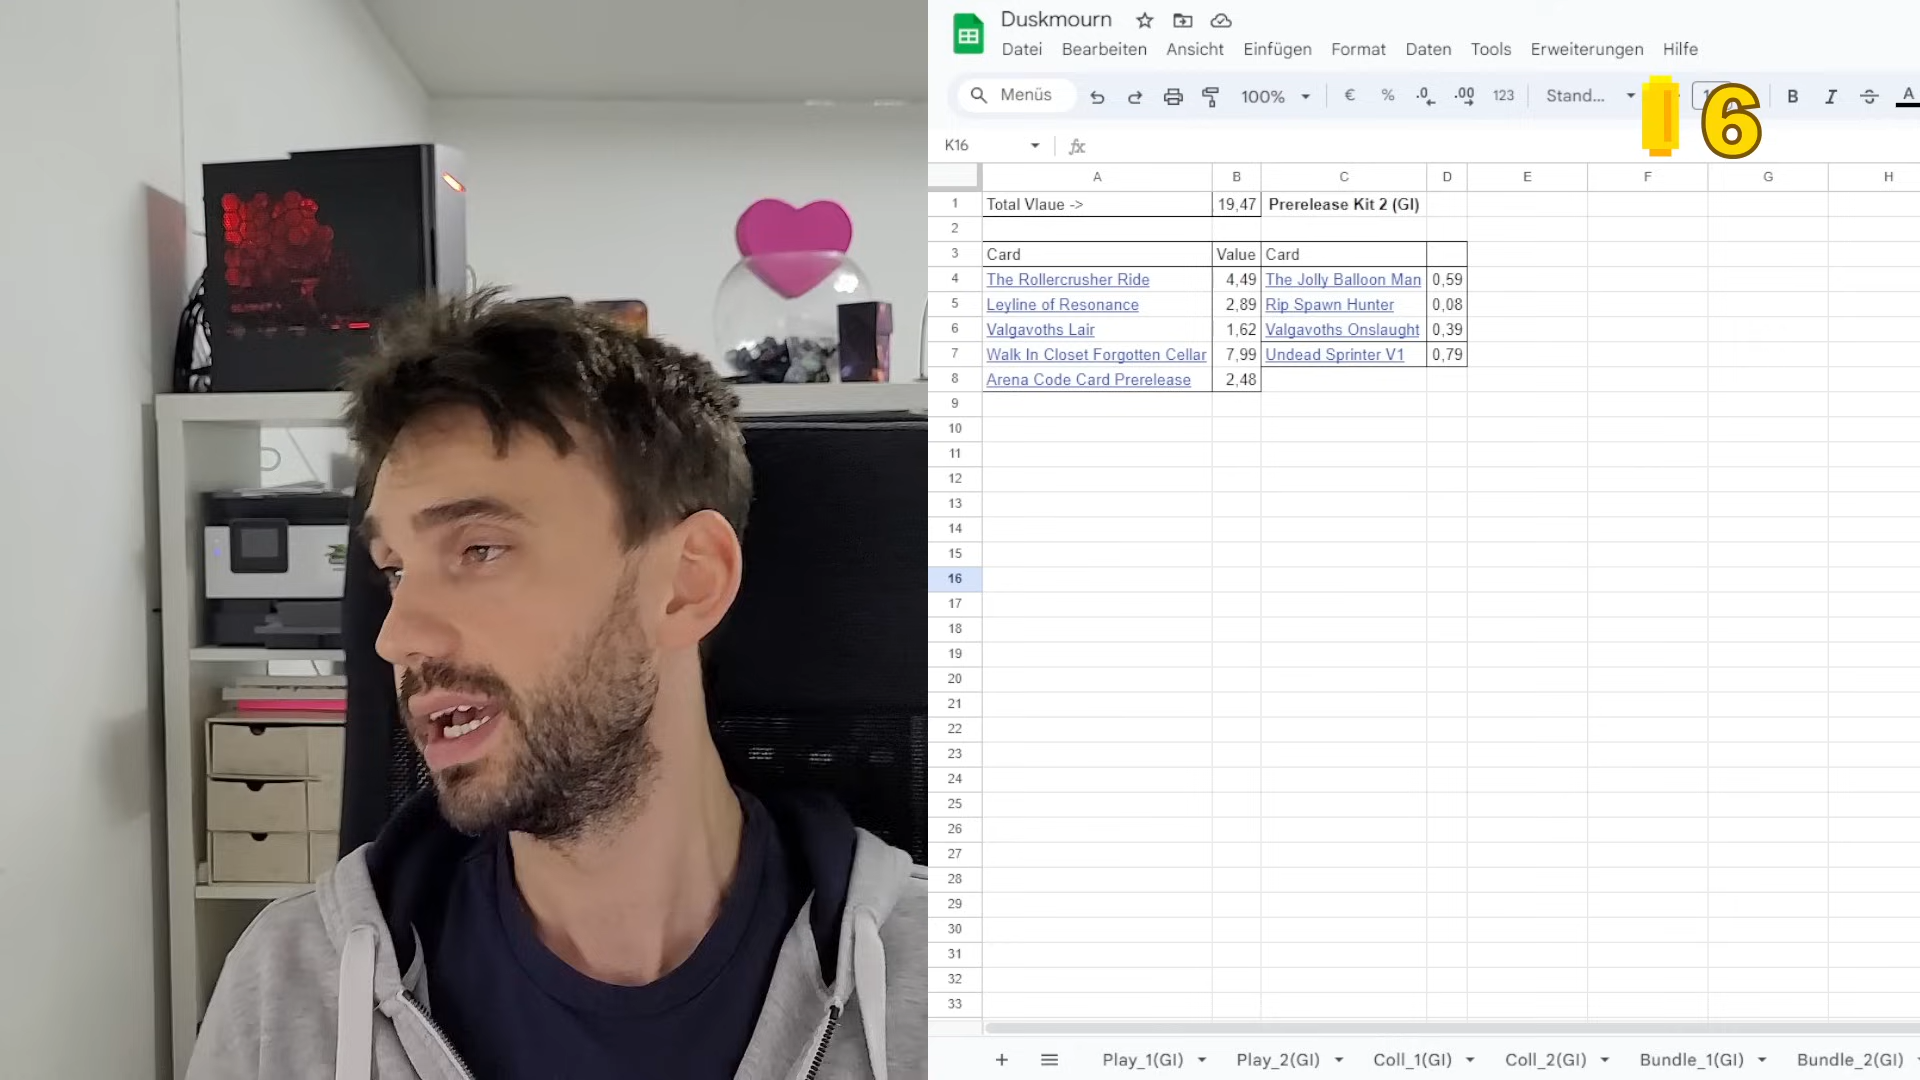 Duskmourn
Datei Bearbeiten Ansicht Einfügen Format Daten Tools Erweiterungen Hilfe
Menüs 100% € % .0 .00 123 Stand... B I A
6
K16 fx
A B C D E F G H
1 Total Vlaue -> 19,47 Prerelease Kit 2 (GI)
2
3 Card Value Card
4 The Rollercrusher Ride 4,49 The Jolly Balloon Man 0,59
5 Leyline of Resonance 2,89 Rip Spawn Hunter 0,08
6 Valgavoths Lair 1,62 Valgavoths Onslaught 0,39
7 Walk In Closet Forgotten Cellar 7,99 Undead Sprinter V1 0,79
8 Arena Code Card Prerelease 2,48
9
10
11
12
13
14
15
16
17
18
19
20
21
22
23
24
25
26
27
28
29
30
31
32
33
Play_1(GI) Play_2(GI) Coll_1(GI) Coll_2(GI) Bundle_1(GI) Bundle_2(GI)